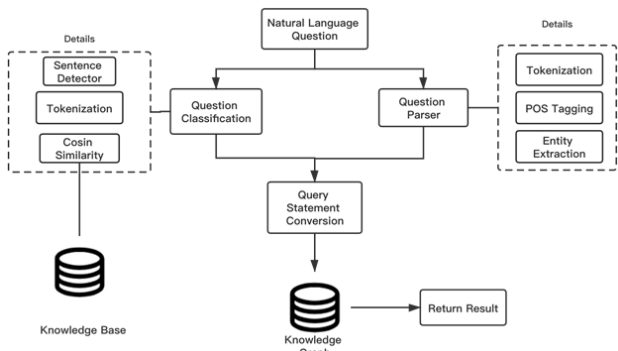 Natural Language
Question
Details
Sentence
Detector
Tokenization
Cosin
Similarity
Question
Classification
Question
Parser
Details
Tokenization
POS Tagging
Entity
Extraction
Query
Statement
Conversion
Knowledge Base
Knowledge
Return Result